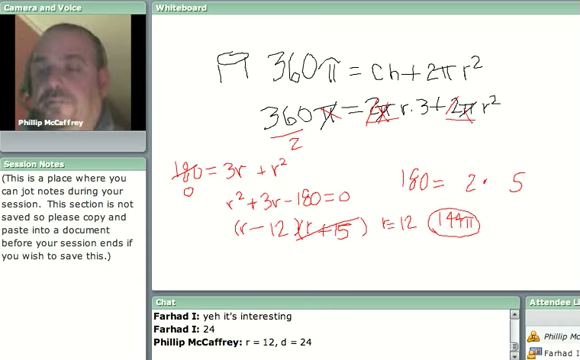 Camera and Voice
Whiteboard
360π = Ch + 2πr²
360π = 2πr·3 + 2πr²
2
180 = 3r + r²
0
180 = 2 · 5
r² + 3r - 180 = 0
(r - 12)(r + 15) r = 12 144π
Phillip McCaffrey
Session Notes
(This is a place where you
can jot notes during your
session. This section is not
saved so please copy and
paste into a document
before your session ends if
you wish to save this.)
Chat
Farhad I: yeh it's interesting
Farhad I: 24
Phillip McCaffrey: r = 12, d = 24
Attendee Li
Phillip Mc
Farhad I